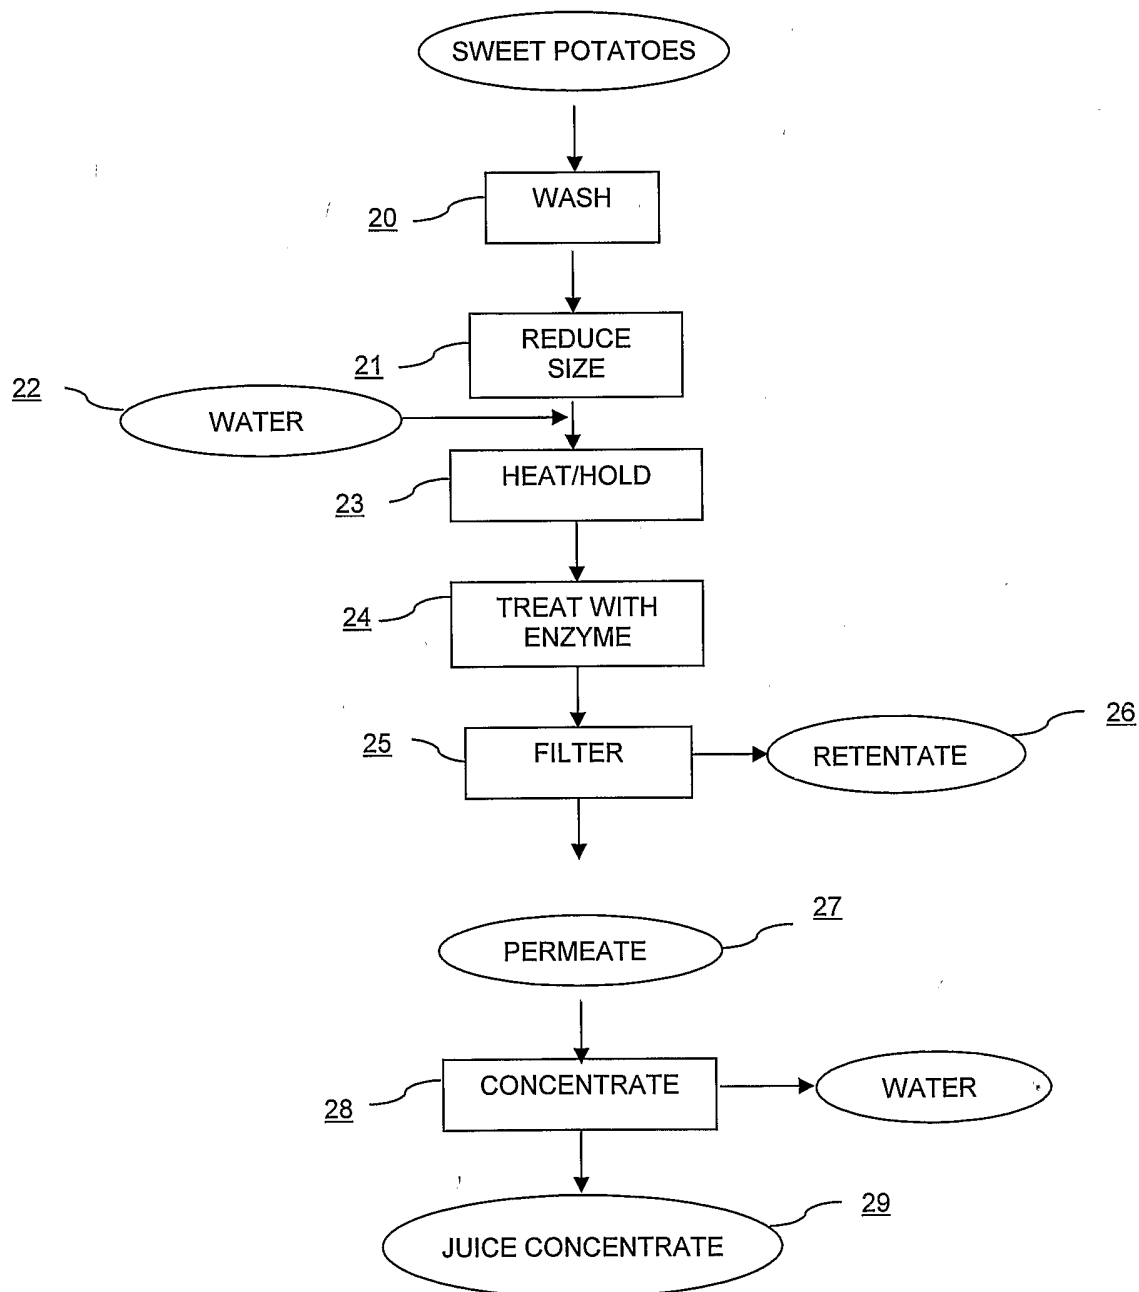 SWEET POTATOES
WASH
20
REDUCE
SIZE
21
22
WATER
HEAT/HOLD
23
TREAT WITH
ENZYME
24
FILTER
25
RETENTATE
26
27
PERMEATE
CONCENTRATE
28
WATER
JUICE CONCENTRATE
29